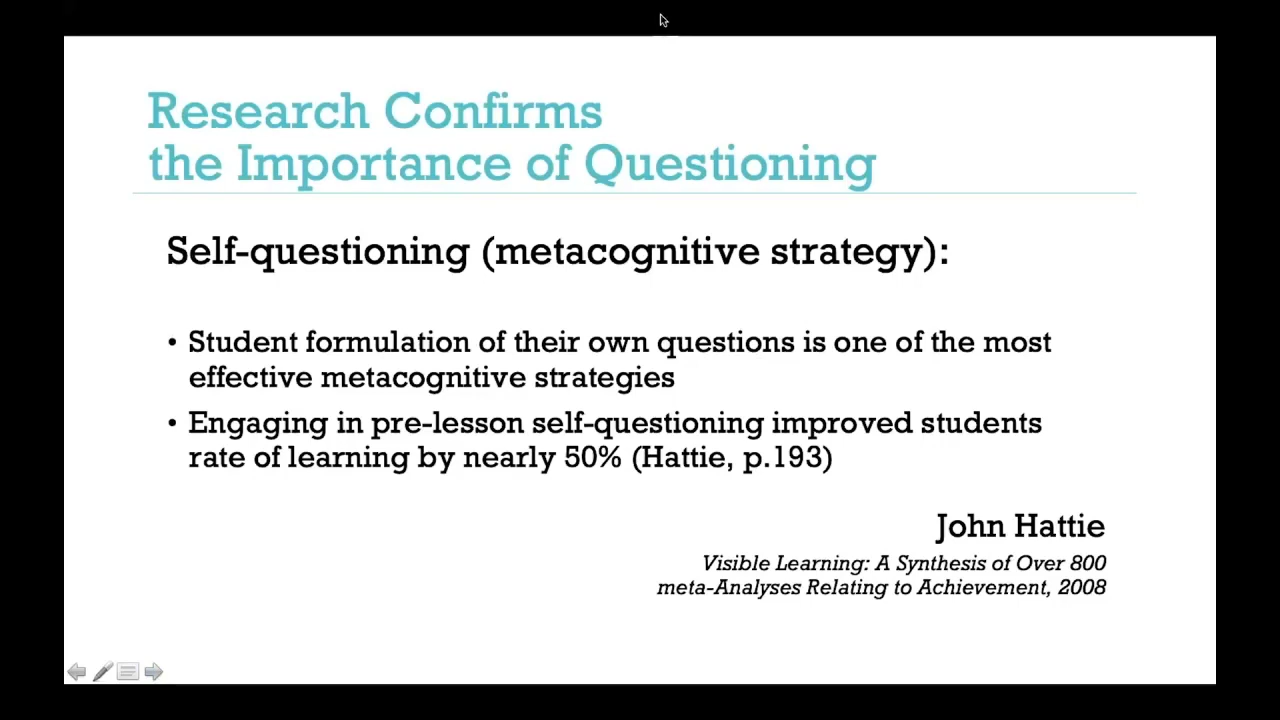 Research Confirms
the Importance of Questioning
Self-questioning (metacognitive strategy):
• Student formulation of their own questions is one of the most
effective metacognitive strategies
• Engaging in pre-lesson self-questioning improved students
rate of learning by nearly 50% (Hattie, p.193)
John Hattie
Visible Learning: A Synthesis of Over 800
meta-Analyses Relating to Achievement, 2008